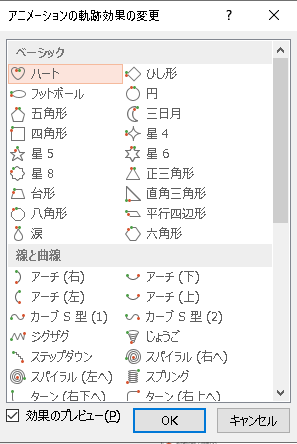 アニメーションの軌跡効果の変更 ? ×
ベーシック
ハート ひし形
フットボール 円
五角形 三日月
四角形 星 4
星 5 星 6
星 8 正三角形
台形 直角三角形
八角形 平行四辺形
涙 六角形
線と曲線
アーチ (右) アーチ (下)
アーチ (左) アーチ (上)
カーブ S 型 (1) カーブ S 型 (2)
ジグザグ じょうご
ステップダウン スパイラル (右へ)
スパイラル (左へ) スプリング
ターン (右下へ) ターン (右上へ)
効果のプレビュー(P) OK キャンセル